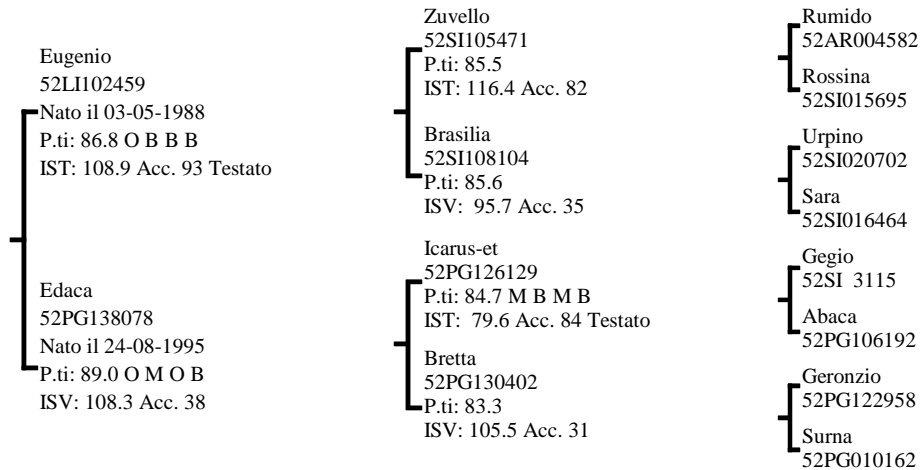 Eugenio
52LI102459
Nato il 03-05-1988
P.ti: 86.8 O B B B
IST: 108.9 Acc. 93 Testato
Edaca
52PG138078
Nato il 24-08-1995
P.ti: 89.0 O M O B
ISV: 108.3 Acc. 38
Zuvello
52SI105471
P.ti: 85.5
IST: 116.4 Acc. 82
Brasilia
52SI108104
P.ti: 85.6
ISV: 95.7 Acc. 35
Icarus-et
52PG126129
P.ti: 84.7 M B M B
IST: 79.6 Acc. 84 Testato
Bretta
52PG130402
P.ti: 83.3
ISV: 105.5 Acc. 31
Rumido
52AR004582
Rossina
52SI015695
Urpino
52SI020702
Sara
52SI016464
Gegio
52SI 3115
Abaca
52PG106192
Geronzio
52PG122958
Surna
52PG010162